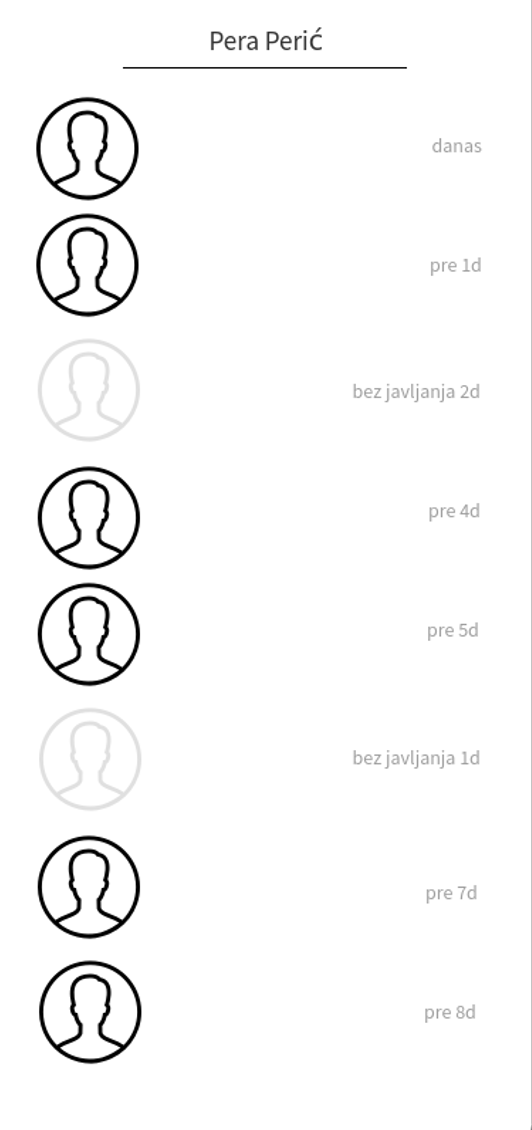 Pera Perić
danas
pre 1d
bez javljanja 2d
pre 4d
pre 5d
bez javljanja 1d
pre 7d
pre 8d